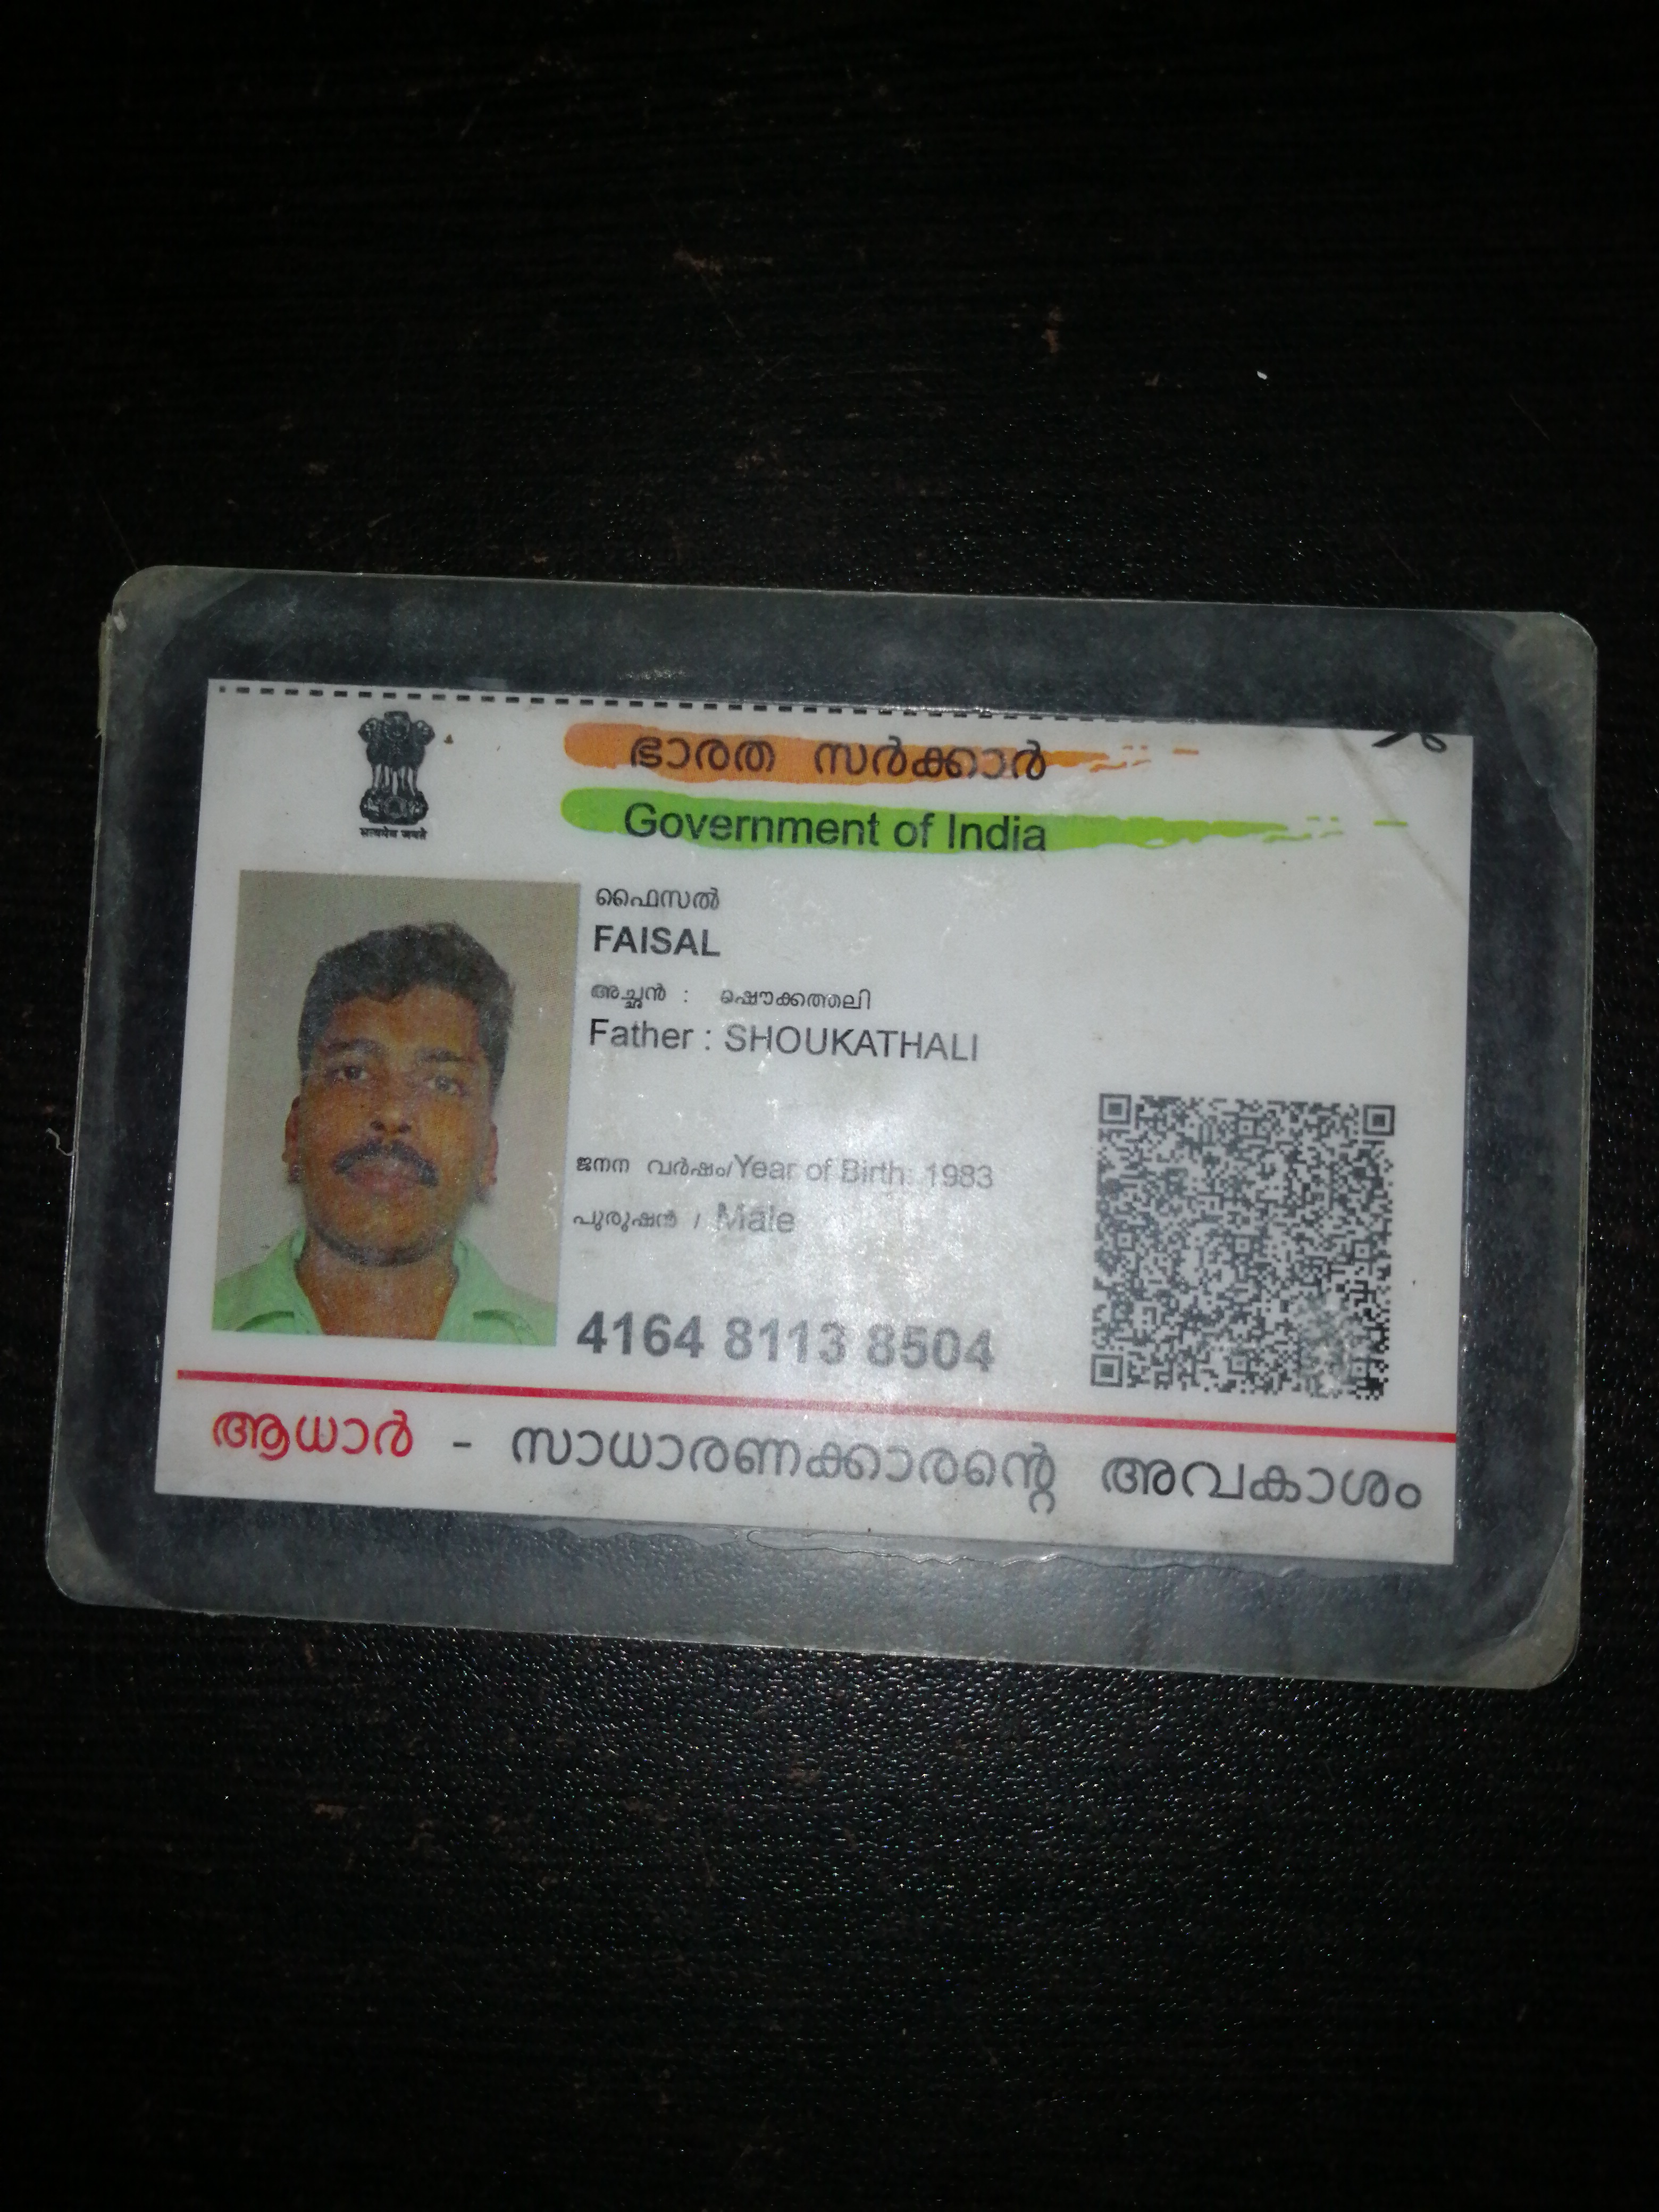 ഭാരത സർക്കാർ
Government of India
सत्यमेव जयते
ഫൈസൽ
FAISAL
അച്ഛൻ : ഷൌക്കത്തലി
Father : SHOUKATHALI
ജനന വർഷം/Year of Birth: 1983
പുരുഷൻ / Male
4164 8113 8504
ആധാർ - സാധാരണക്കാരന്റെ അവകാശം